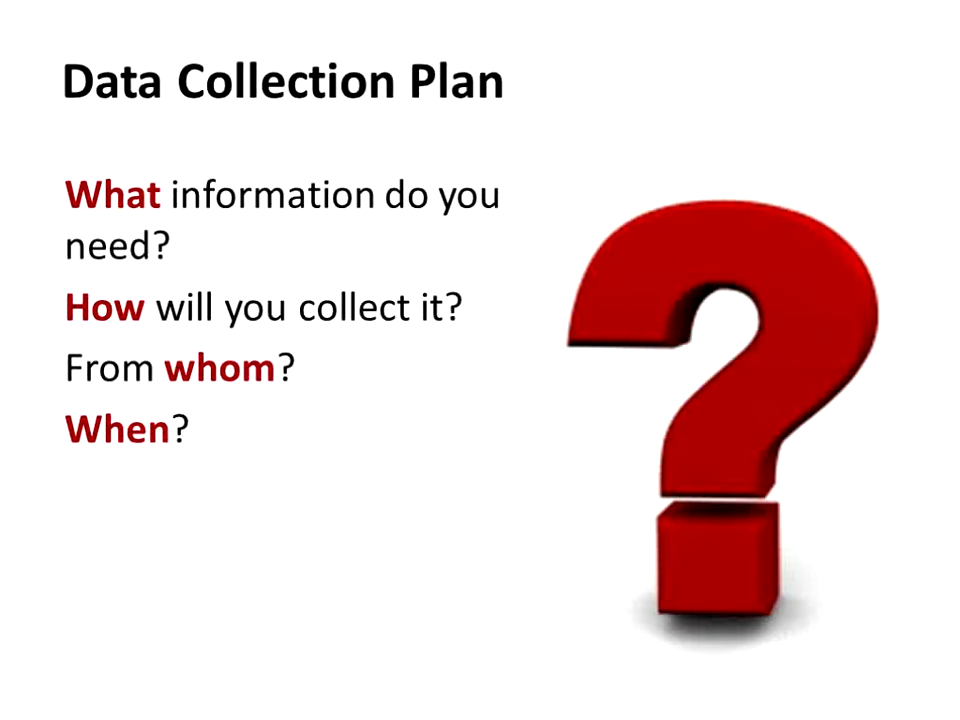 Data Collection Plan
What information do you
need?
How will you collect it?
From whom?
When?